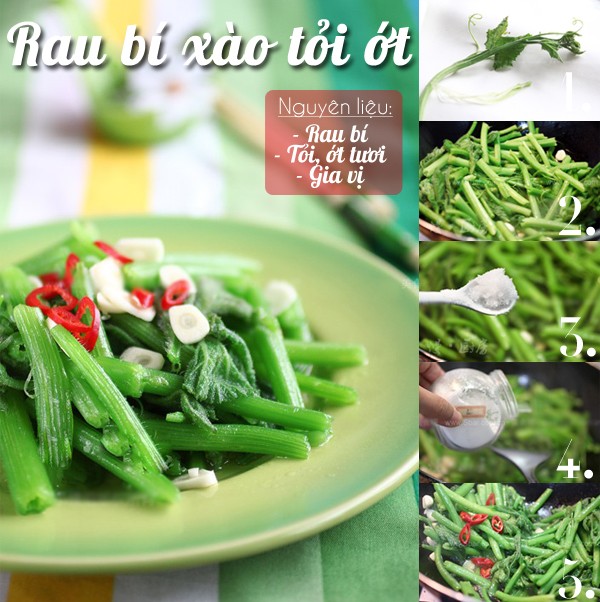 Rau bí xào tỏi ớt
Nguyên liệu:
- Rau bí
- Tỏi, ớt tươi
- Gia vị
1.
2.
3.
4.
5.